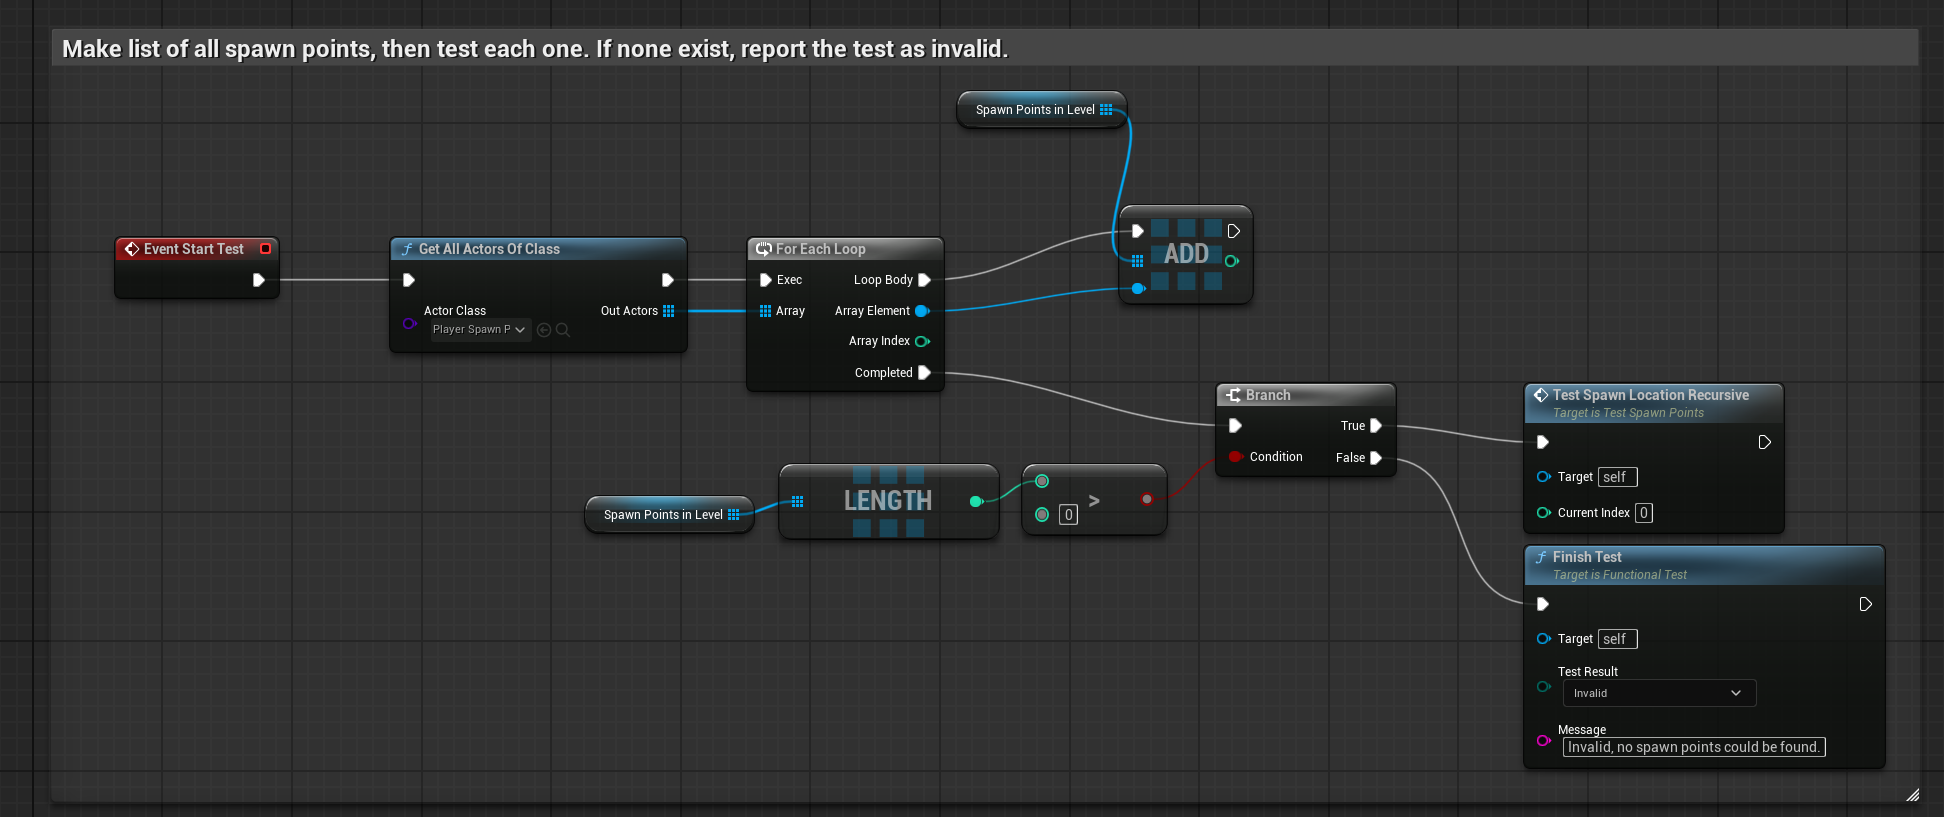 Make list of all spawn points, then test each one. If none exist, report the test as invalid.
Spawn Points in Level
Event Start Test
Get All Actors Of Class
Actor Class
Player Spawn P
Out Actors
For Each Loop
Exec
Loop Body
Array
Array Element
Array Index
Completed
ADD
Spawn Points in Level
LENGTH
0
>
Branch
True
Condition
False
Test Spawn Location Recursive
Target is Test Spawn Points
Target self
Current Index 0
Finish Test
Target is Functional Test
Target self
Test Result
Invalid
Message
Invalid, no spawn points could be found.